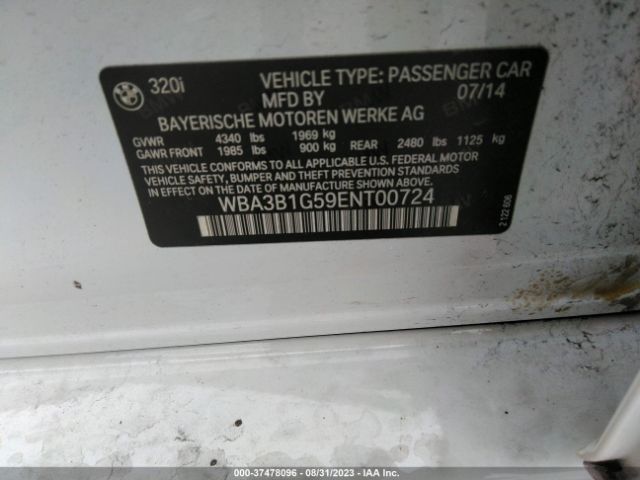 320i
VEHICLE TYPE: PASSENGER CAR
MFD BY 07/14
BAYERISCHE MOTOREN WERKE AG
GVWR 4340 lbs 1969 kg
GAWR FRONT 1985 lbs 900 kg REAR 2480 lbs 1125 kg
THIS VEHICLE CONFORMS TO ALL APPLICABLE U.S. FEDERAL MOTOR
VEHICLE SAFETY, BUMPER, AND THEFT PREVENTION STANDARDS
IN EFFECT ON THE DATE OF MANUFACTURE SHOWN ABOVE.
WBA3B1G59ENT00724
2 122 606
000-37478096 - 08/31/2023 - IAA Inc.